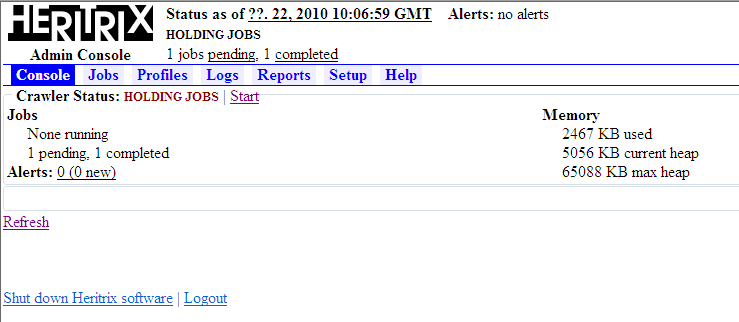 HERITRIX Status as of ??. 22, 2010 10:06:59 GMT Alerts: no alerts
HOLDING JOBS
Admin Console 1 jobs pending, 1 completed
Console Jobs Profiles Logs Reports Setup Help
Crawler Status: HOLDING JOBS | Start
Jobs Memory
None running 2467 KB used
1 pending, 1 completed 5056 KB current heap
Alerts: 0 (0 new) 65088 KB max heap
Refresh
Shut down Heritrix software | Logout